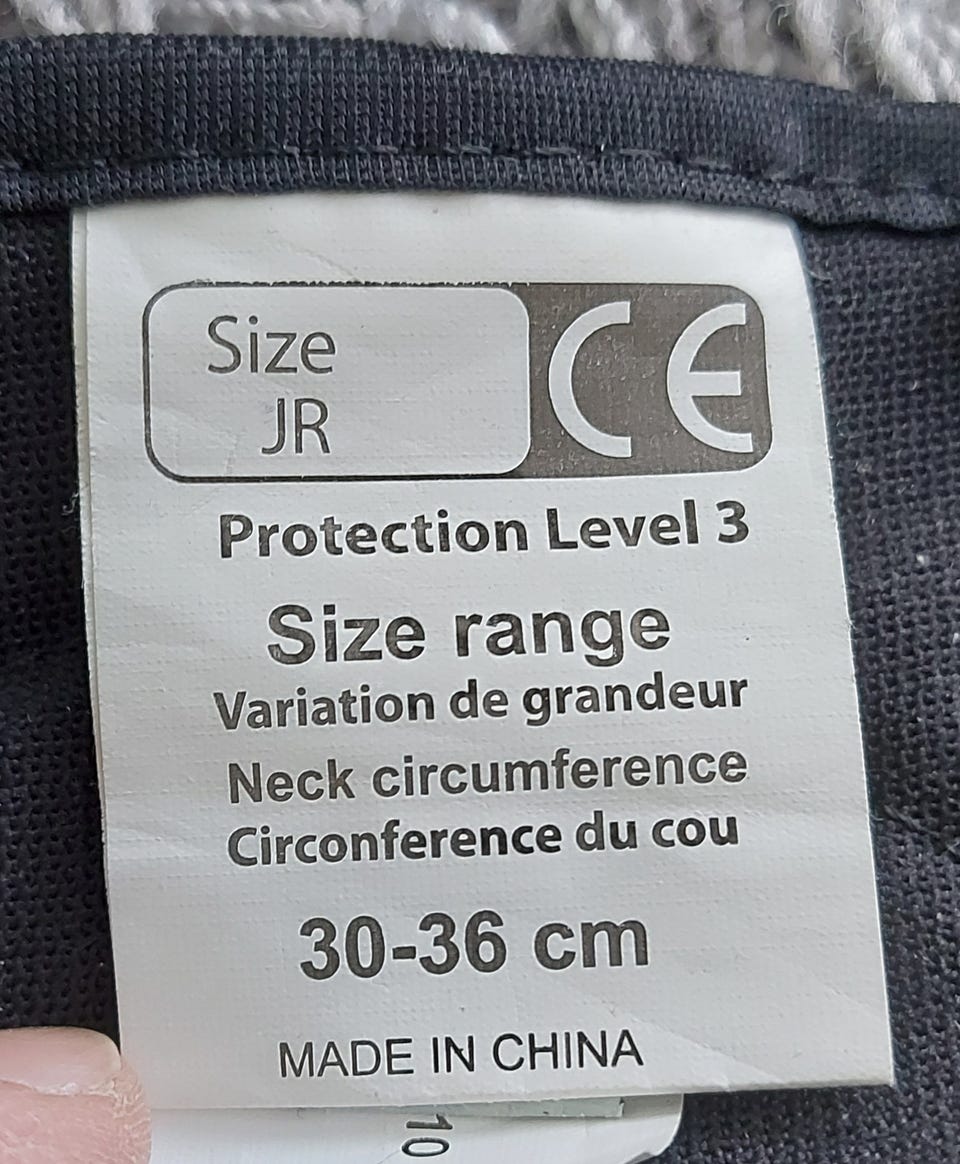 Size
JR
CE
Protection Level 3
Size range
Variation de grandeur
Neck circumference
Circonference du cou
30-36 cm
MADE IN CHINA
10